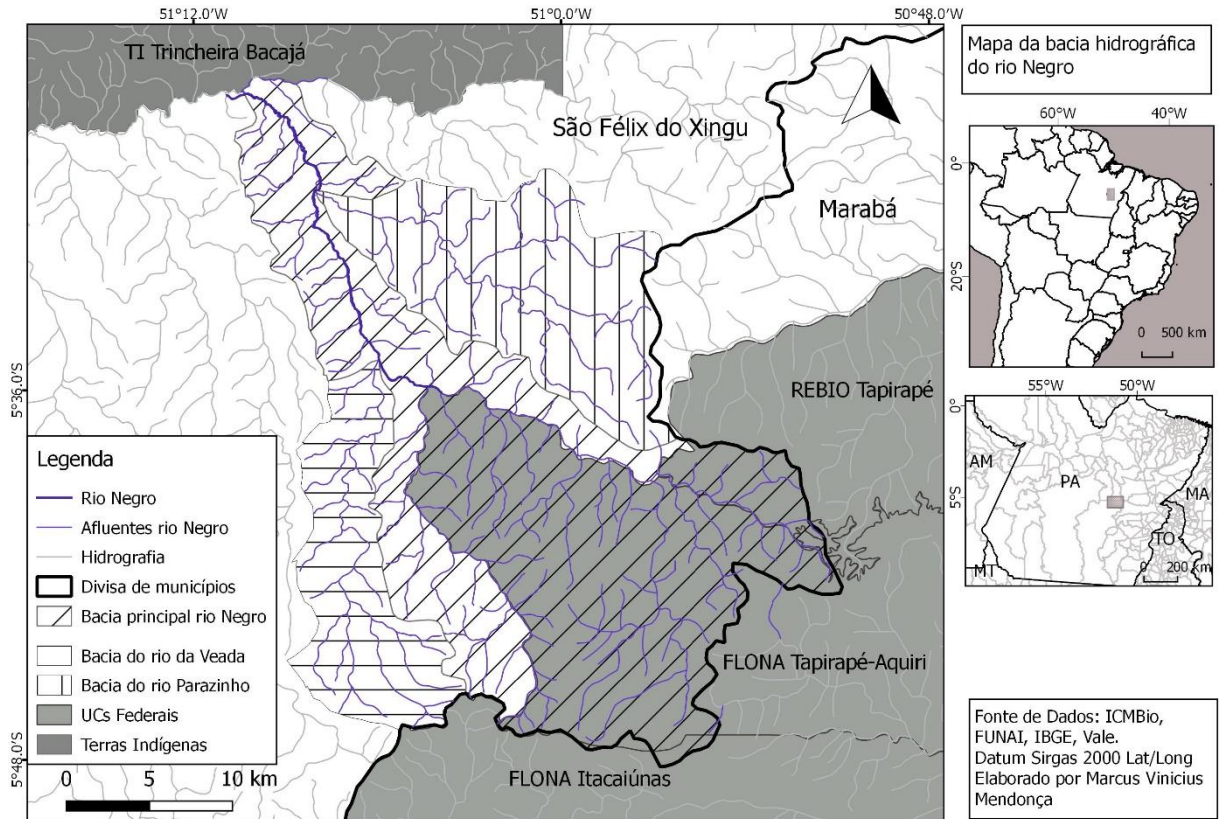 51°12.0'W
51°0.0'W
50°48.0'W
TI Trincheira Bacajá
São Félix do Xingu
Marabá
REBIO Tapirapé
FLONA Tapirapé-Aquiri
FLONA Itacaiúnas
5°36.0'S
5°48.0'S
Legenda
Rio Negro
Afluentes rio Negro
Hidrografia
Divisa de municípios
Bacia principal rio Negro
Bacia do rio da Veada
Bacia do rio Parazinho
UCs Federais
Terras Indígenas
0 5 10 km
Mapa da bacia hidrográfica
do rio Negro
60°W 40°W
0°
20°S
0 500 km
55°W 50°W
0°
5°S
AM
PA
MA
TO
MT
0 200 km
Fonte de Dados: ICMBio,
FUNAI, IBGE, Vale.
Datum Sirgas 2000 Lat/Long
Elaborado por Marcus Vinicius
Mendonça